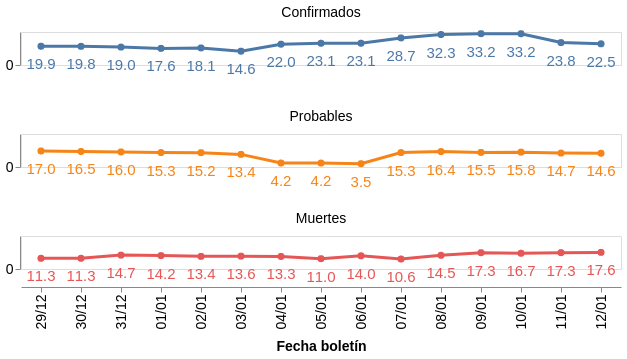 Confirmados
0
19.9 19.8 19.0 17.6 18.1 14.6 22.0 23.1 23.1 28.7 32.3 33.2 33.2 23.8 22.5
Probables
0
17.0 16.5 16.0 15.3 15.2 13.4 4.2 4.2 3.5 15.3 16.4 15.5 15.8 14.7 14.6
Muertes
0
11.3 11.3 14.7 14.2 13.4 13.6 13.3 11.0 14.0 10.6 14.5 17.3 16.7 17.3 17.6
29/12 30/12 31/12 01/01 02/01 03/01 04/01 05/01 06/01 07/01 08/01 09/01 10/01 11/01 12/01
Fecha boletín